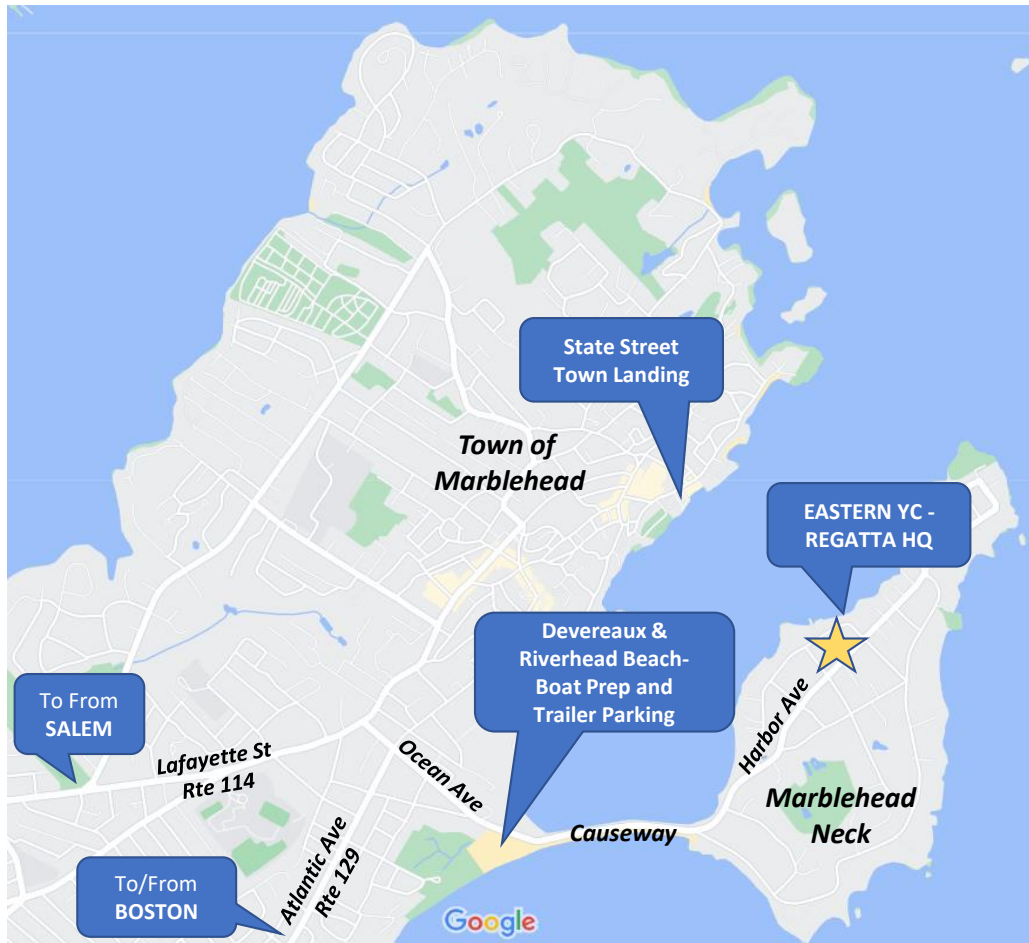 State Street
Town Landing
Town of
Marblehead
EASTERN YC -
REGATTA HQ
Devereaux &
Riverhead Beach-
Boat Prep and
Trailer Parking
To From
SALEM
Lafayette St
Rte 114
Ocean Ave
Harbor Ave
Marblehead
Neck
Causeway
Atlantic Ave
Rte 129
To/From
BOSTON
Google